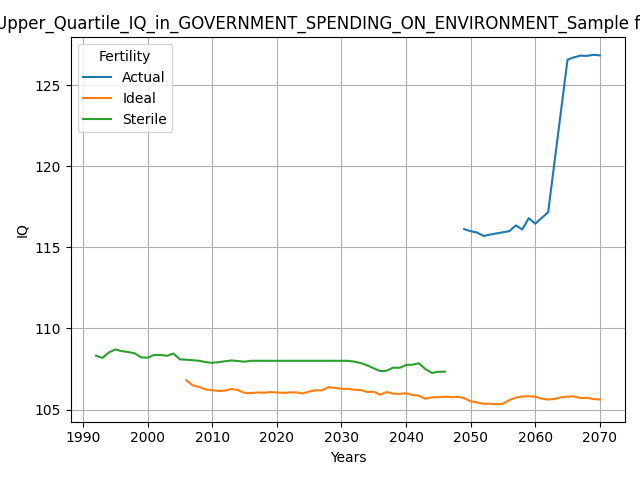 Upper_Quartile_IQ_in_GOVERNMENT_SPENDING_ON_ENVIRONMENT_Sample f
Fertility
Actual
Ideal
Sterile
125
120
115
110
105
IQ
1990 2000 2010 2020 2030 2040 2050 2060 2070
Years